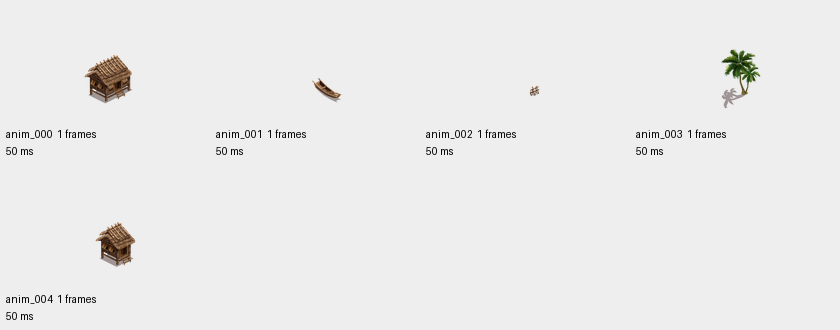 anim_000 1 frames
50 ms
anim_001 1 frames
50 ms
anim_002 1 frames
50 ms
anim_003 1 frames
50 ms
anim_004 1 frames
50 ms